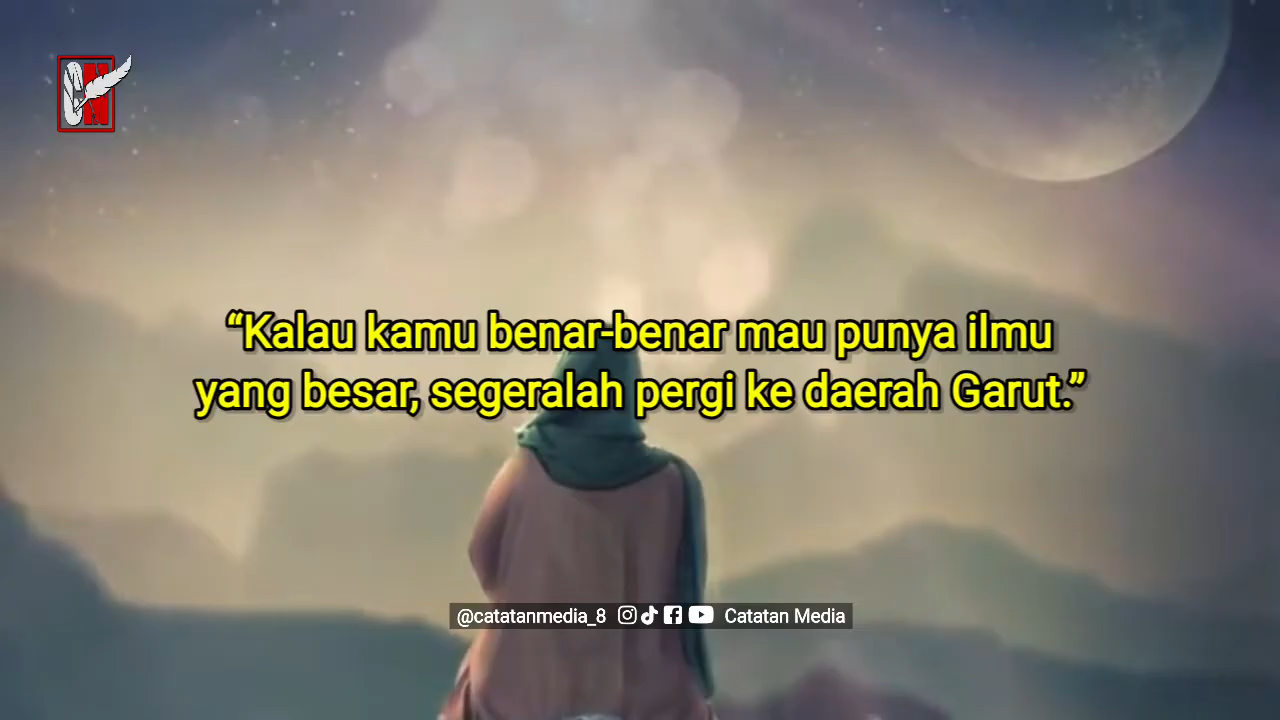 “Kalau kamu benar-benar mau punya ilmu
yang besar, segeralah pergi ke daerah Garut.”
@catatanmedia_8 Catatan Media